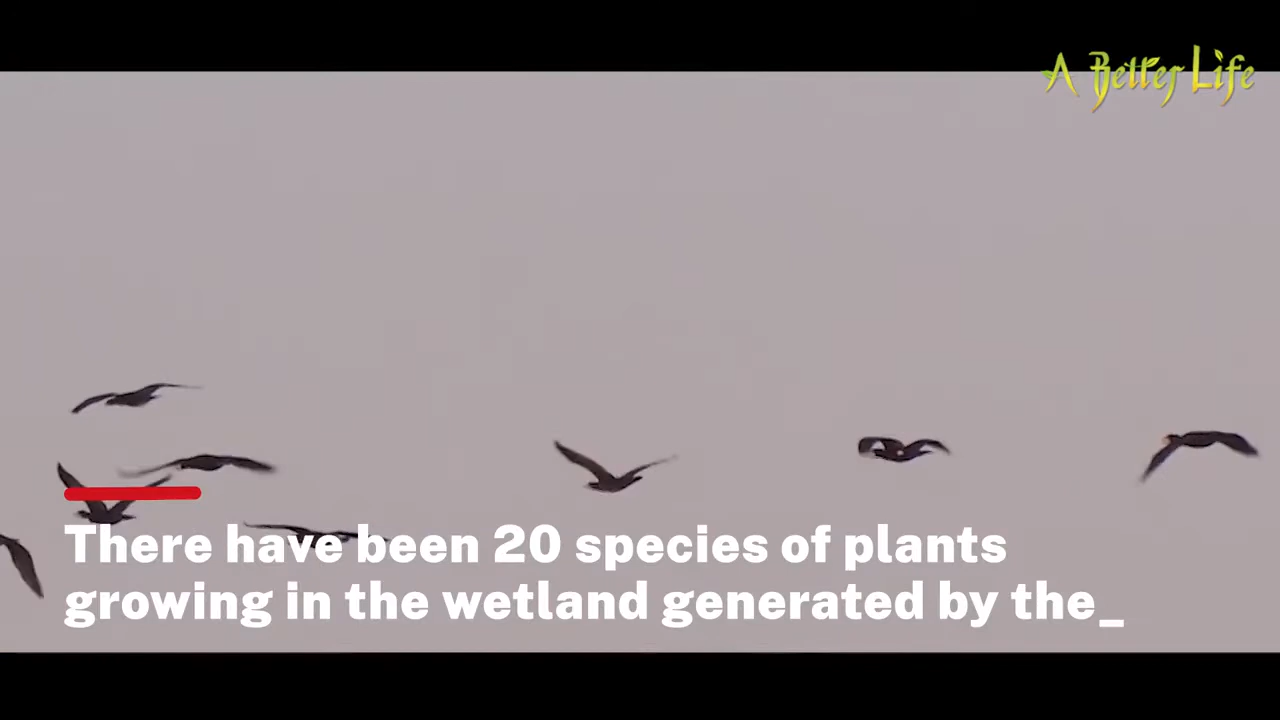 A Better Life
There have been 20 species of plants
growing in the wetland generated by the_